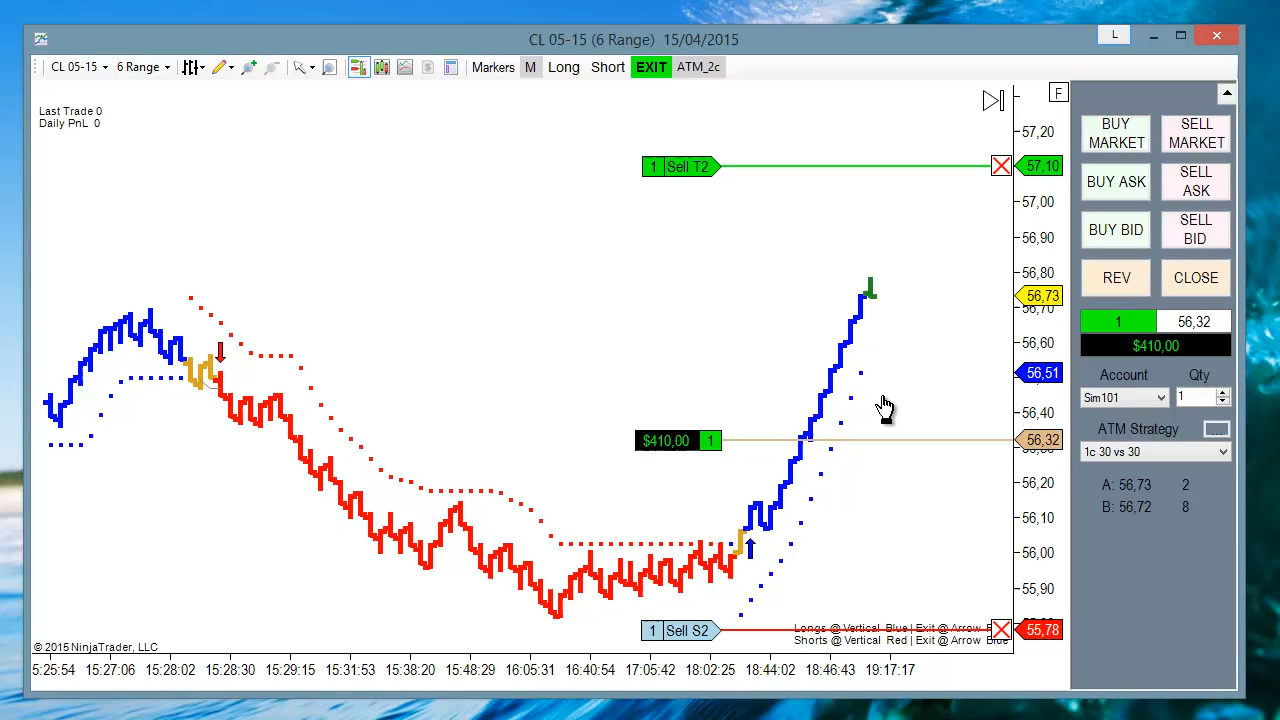 CL 05-15 (6 Range) 15/04/2015
L
CL 05-15 6 Range Markers M Long Short EXIT ATM_2c
Last Trade 0
Daily PnL 0
F
57,20
1 Sell T2 57,10
57,00
56,90
56,80
56,73
56,70
56,60
56,51
56,40
$410,00 1 56,32
56,20
56,10
56,00
55,90
1 Sell S2 55,78
Longs @ Vertical Blue | Exit @ Arrow
Shorts @ Vertical Red | Exit @ Arrow Blue
© 2015 NinjaTrader, LLC
5:25:54 15:27:06 15:28:02 15:28:30 15:29:15 15:31:53 15:38:20 15:48:29 16:05:31 16:40:54 17:05:42 18:02:25 18:44:02 18:46:43 19:17:17
BUY MARKET
SELL MARKET
BUY ASK
SELL ASK
BUY BID
SELL BID
REV
CLOSE
1 56,32
$410,00
Account Qty
Sim101 1
ATM Strategy
1c 30 vs 30
A: 56,73 2
B: 56,72 8